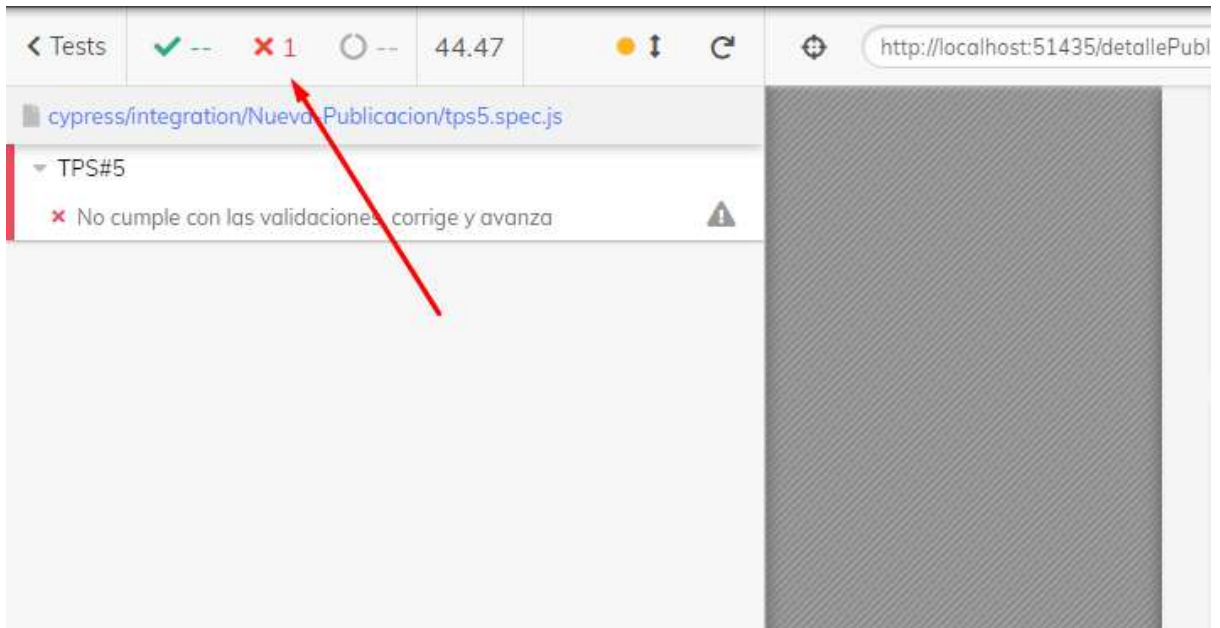 Tests -- 1 -- 44.47 http://localhost:51435/detallePubl
cypress/integration/Nueva-Publicacion/tps5.spec.js
TPS#5
No cumple con las validaciones, corrige y avanza